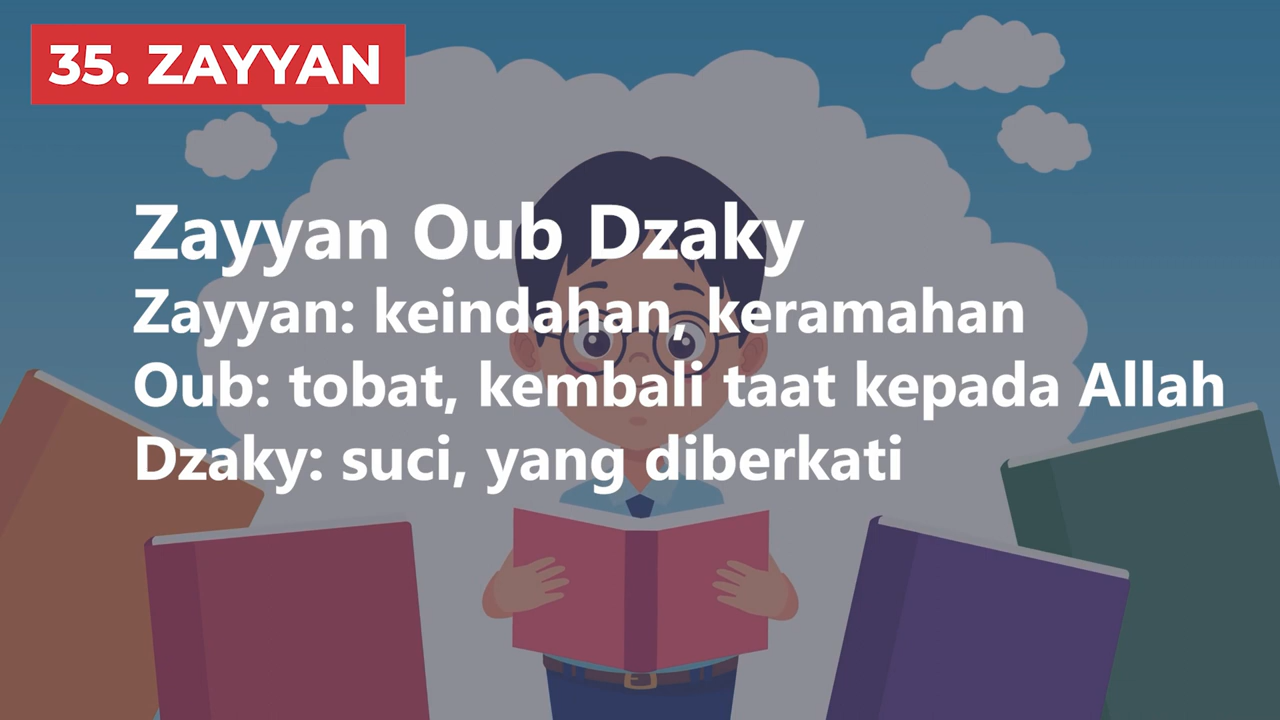 35. ZAYYAN
Zayyan Oub Dzaky
Zayyan: keindahan, keramahan
Oub: tobat, kembali taat kepada Allah
Dzaky: suci, yang diberkati